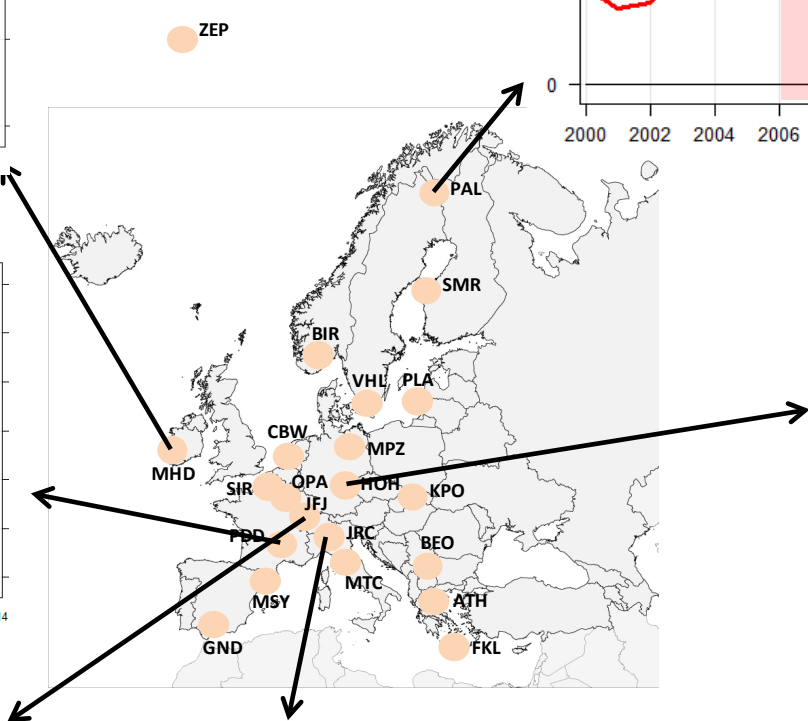 ZEP
0
2000 2002 2004 2006
PAL
SMR
BIR
VHL PLA
CBW
MPZ
MHD
SIR OPA HOH KPO
JFJ
PDD JRC
BEO
MTC
MSY ATH
GND FKL
4